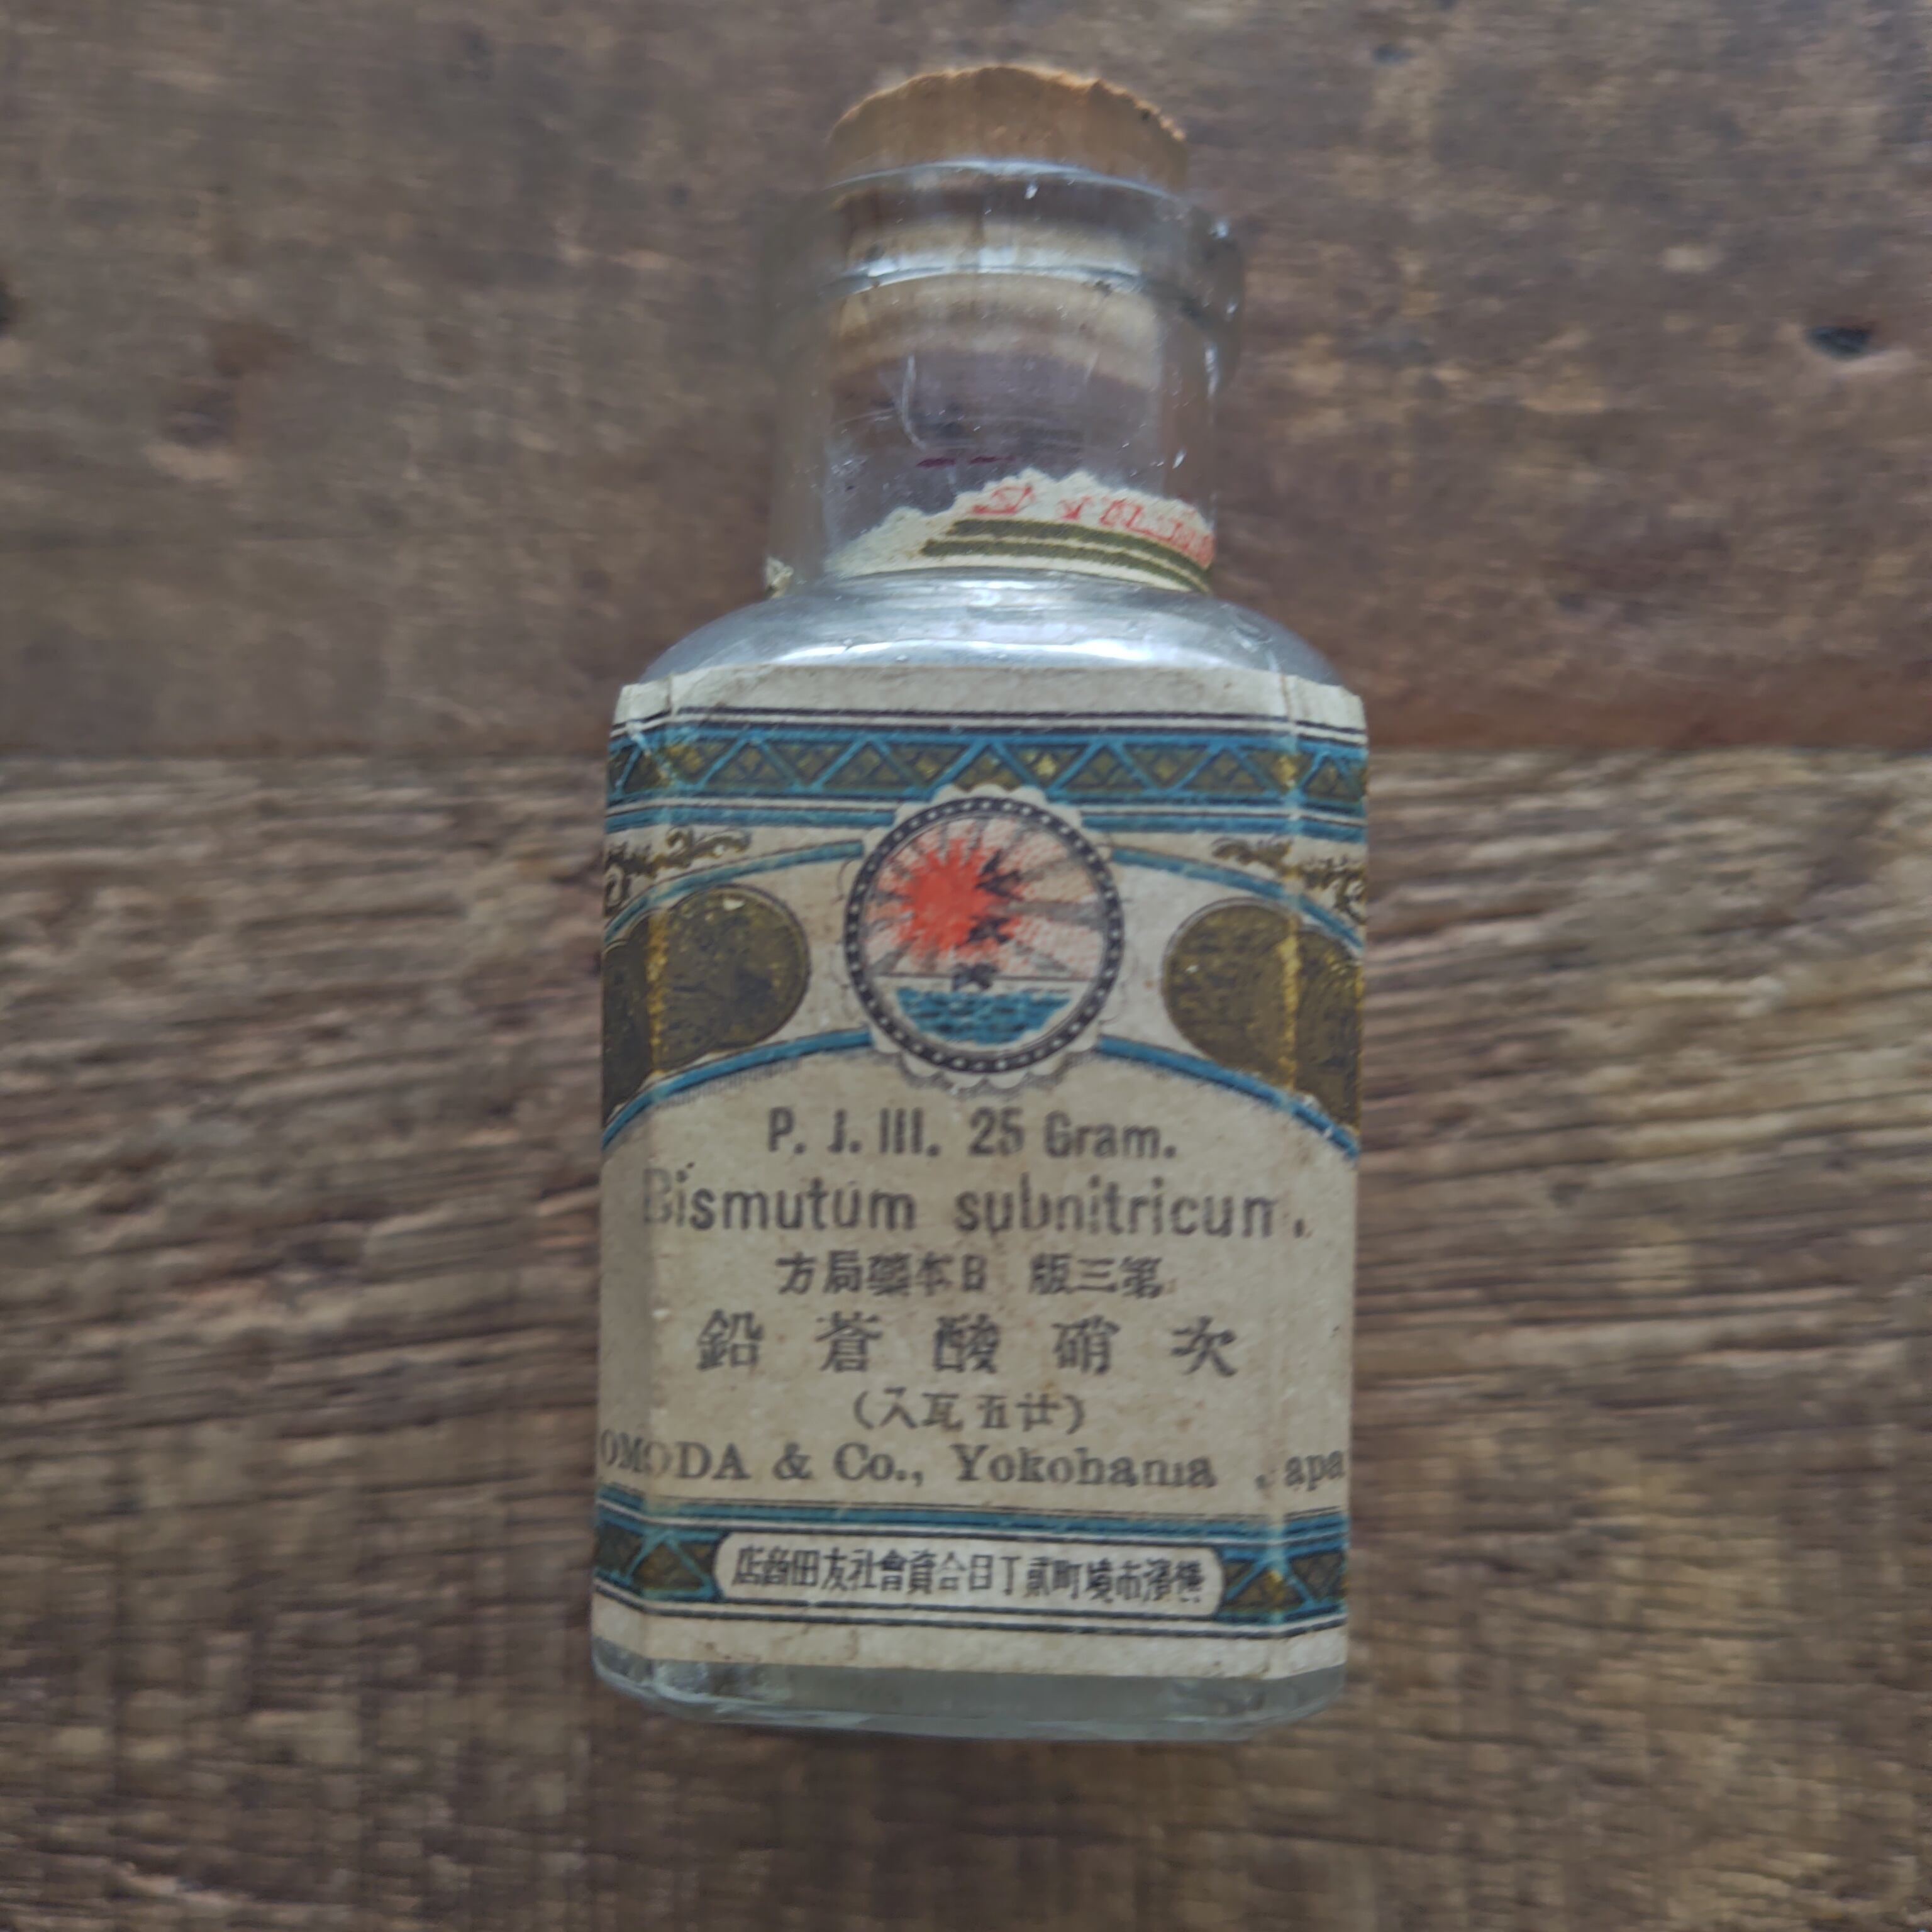 P. J. III. 25 Gram.
Bismutum subnitricum.
第三版 日本藥局方
次硝酸蒼鉛
(廿五瓦入)
OMODA & Co., Yokohama
横濱市境町貳丁目合資會社友田商店